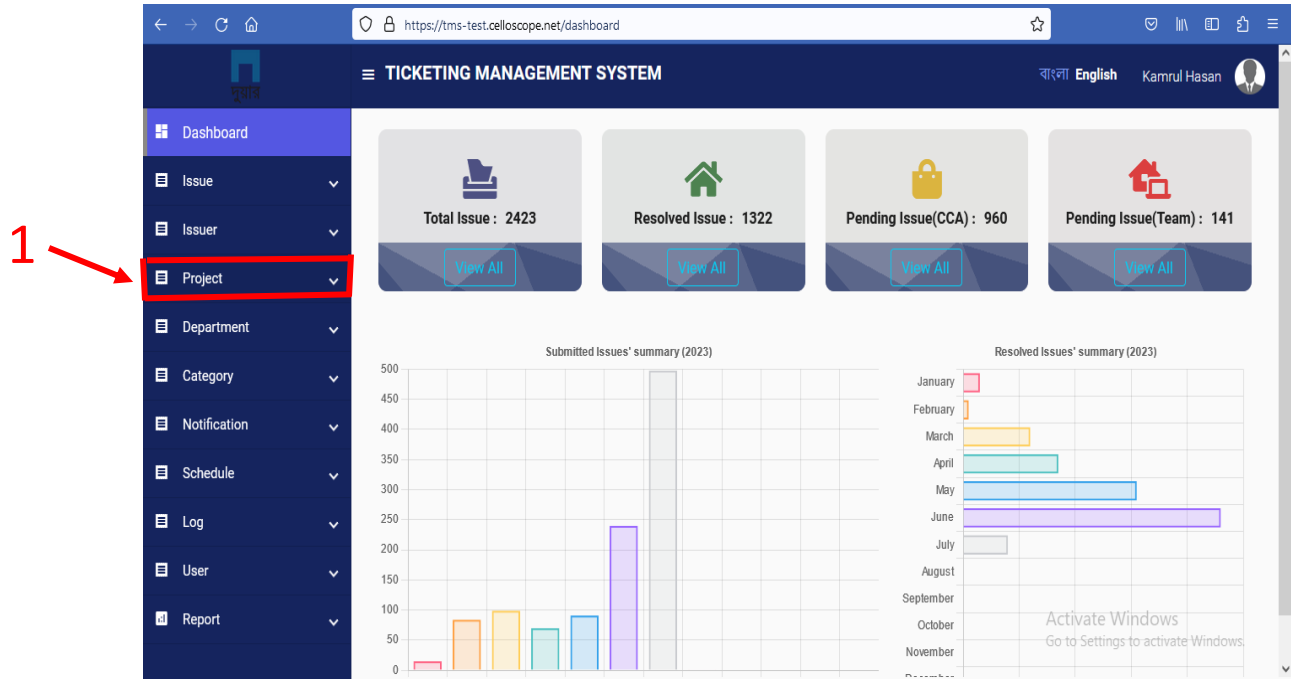 https://tms-test.celloscope.net/dashboard
দুয়ার
≡ TICKETING MANAGEMENT SYSTEM
বাংলা English Kamrul Hasan
Dashboard
Issue
Issuer
1
Project
Department
Category
Notification
Schedule
Log
User
Report
Total Issue : 2423
View All
Resolved Issue : 1322
View All
Pending Issue(CCA) : 960
View All
Pending Issue(Team) : 141
View All
Submitted Issues' summary (2023)
500
450
400
350
300
250
200
150
100
50
0
Resolved Issues' summary (2023)
January
February
March
April
May
June
July
August
September
October
November
December
Activate Windows
Go to Settings to activate Windows.